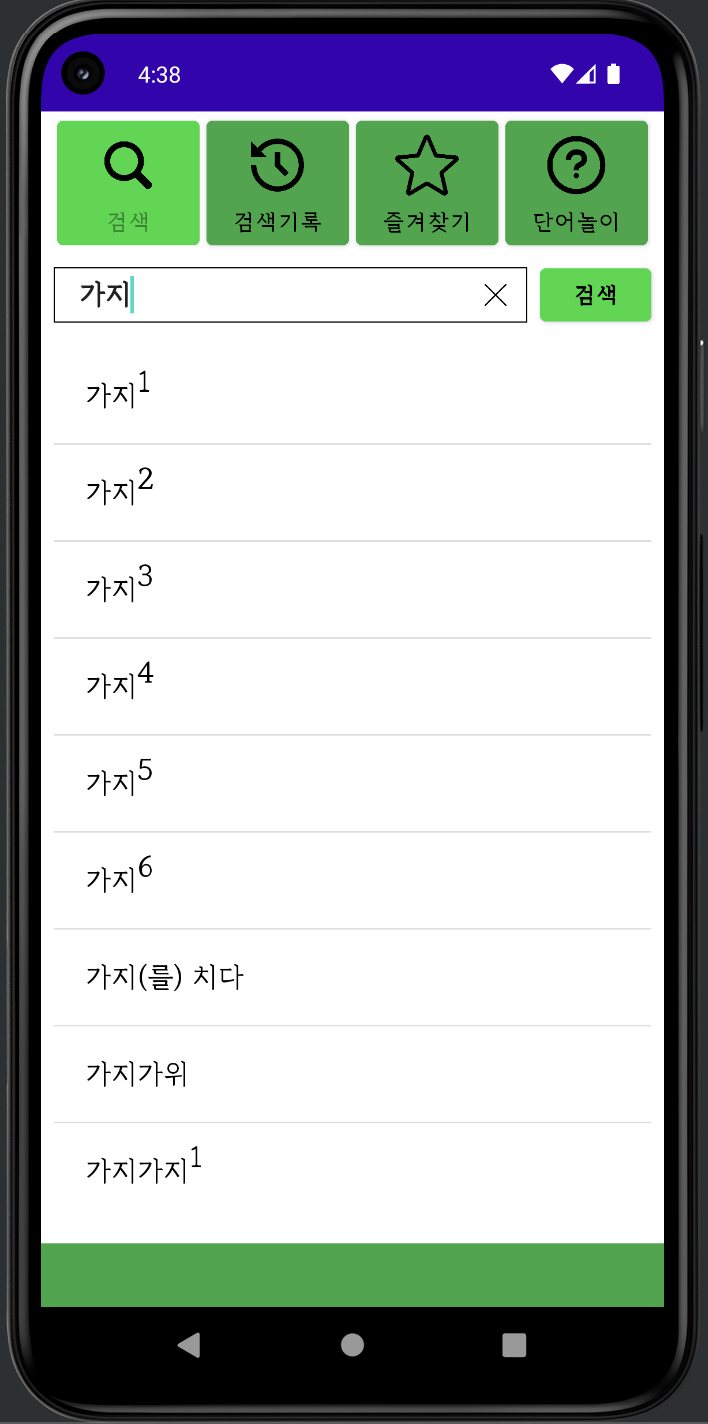 4:38
검색 검색기록 즐겨찾기 단어놀이
가지 검색
가지1
가지2
가지3
가지4
가지5
가지6
가지(를) 치다
가지가위
가지가지1